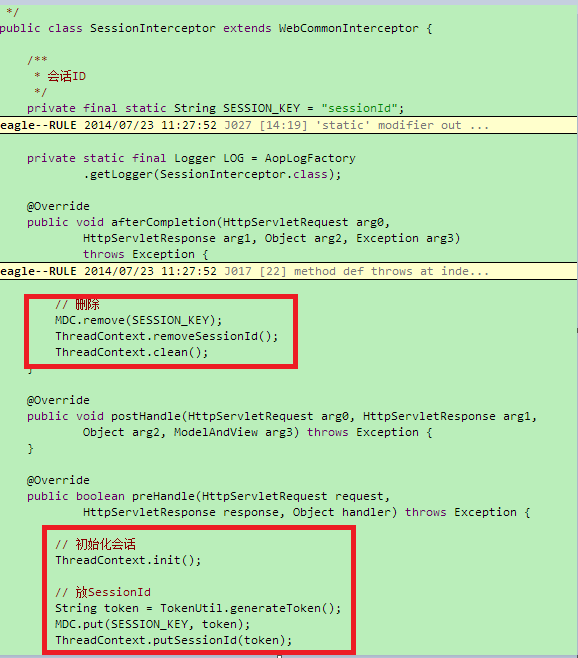 */
public class SessionInterceptor extends WebCommonInterceptor {
/**
* 会话ID
*/
private final static String SESSION_KEY = "sessionId";
eagle--RULE 2014/07/23 11:27:52 J027 [14:19] 'static' modifier out ...
private static final Logger LOG = AopLogFactory
.getLogger(SessionInterceptor.class);
@Override
public void afterCompletion(HttpServletRequest arg0,
HttpServletResponse arg1, Object arg2, Exception arg3)
throws Exception {
eagle--RULE 2014/07/23 11:27:52 J017 [22] method def throws at inde...
// 删除
MDC.remove(SESSION_KEY);
ThreadContext.removeSessionId();
ThreadContext.clean();
}
@Override
public void postHandle(HttpServletRequest arg0, HttpServletResponse arg1,
Object arg2, ModelAndView arg3) throws Exception {
}
@Override
public boolean preHandle(HttpServletRequest request,
HttpServletResponse response, Object handler) throws Exception {
// 初始化会话
ThreadContext.init();
// 放SessionId
String token = TokenUtil.generateToken();
MDC.put(SESSION_KEY, token);
ThreadContext.putSessionId(token);